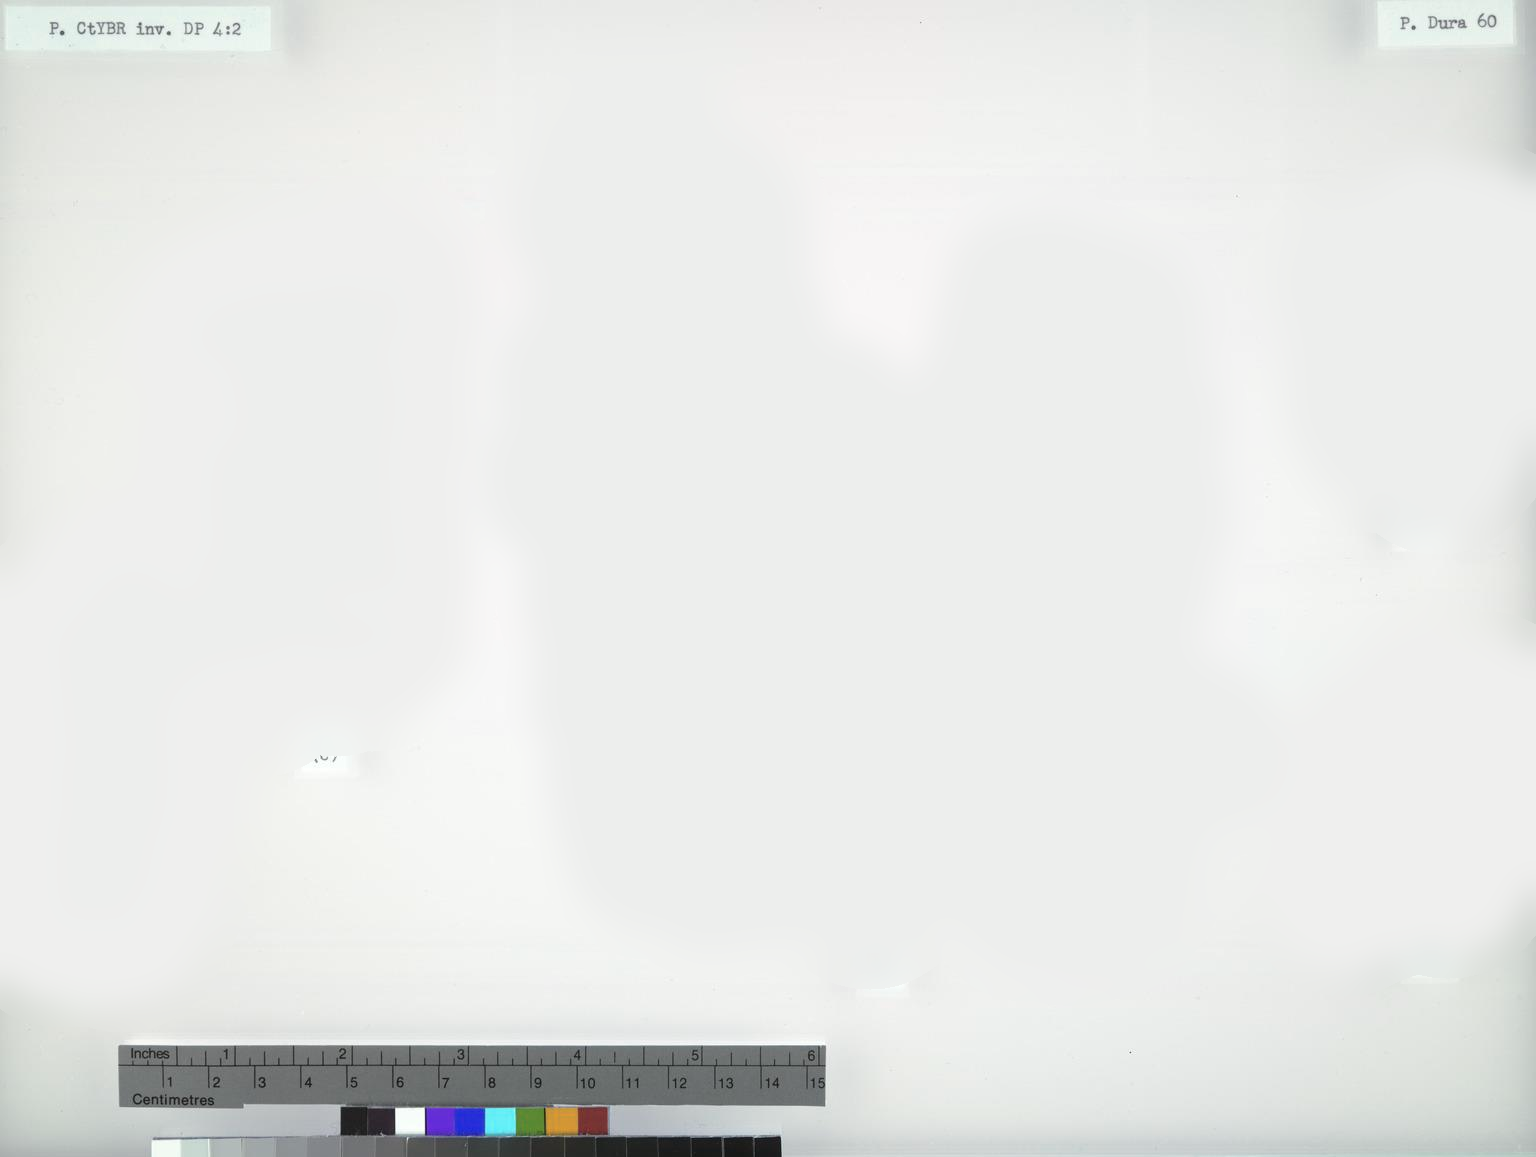 P. CtYBR inv. DP 4:2
P. Dura 60
Inches 1 2 3 4 5 6
1 2 3 4 5 6 7 8 9 10 11 12 13 14 15
Centimetres